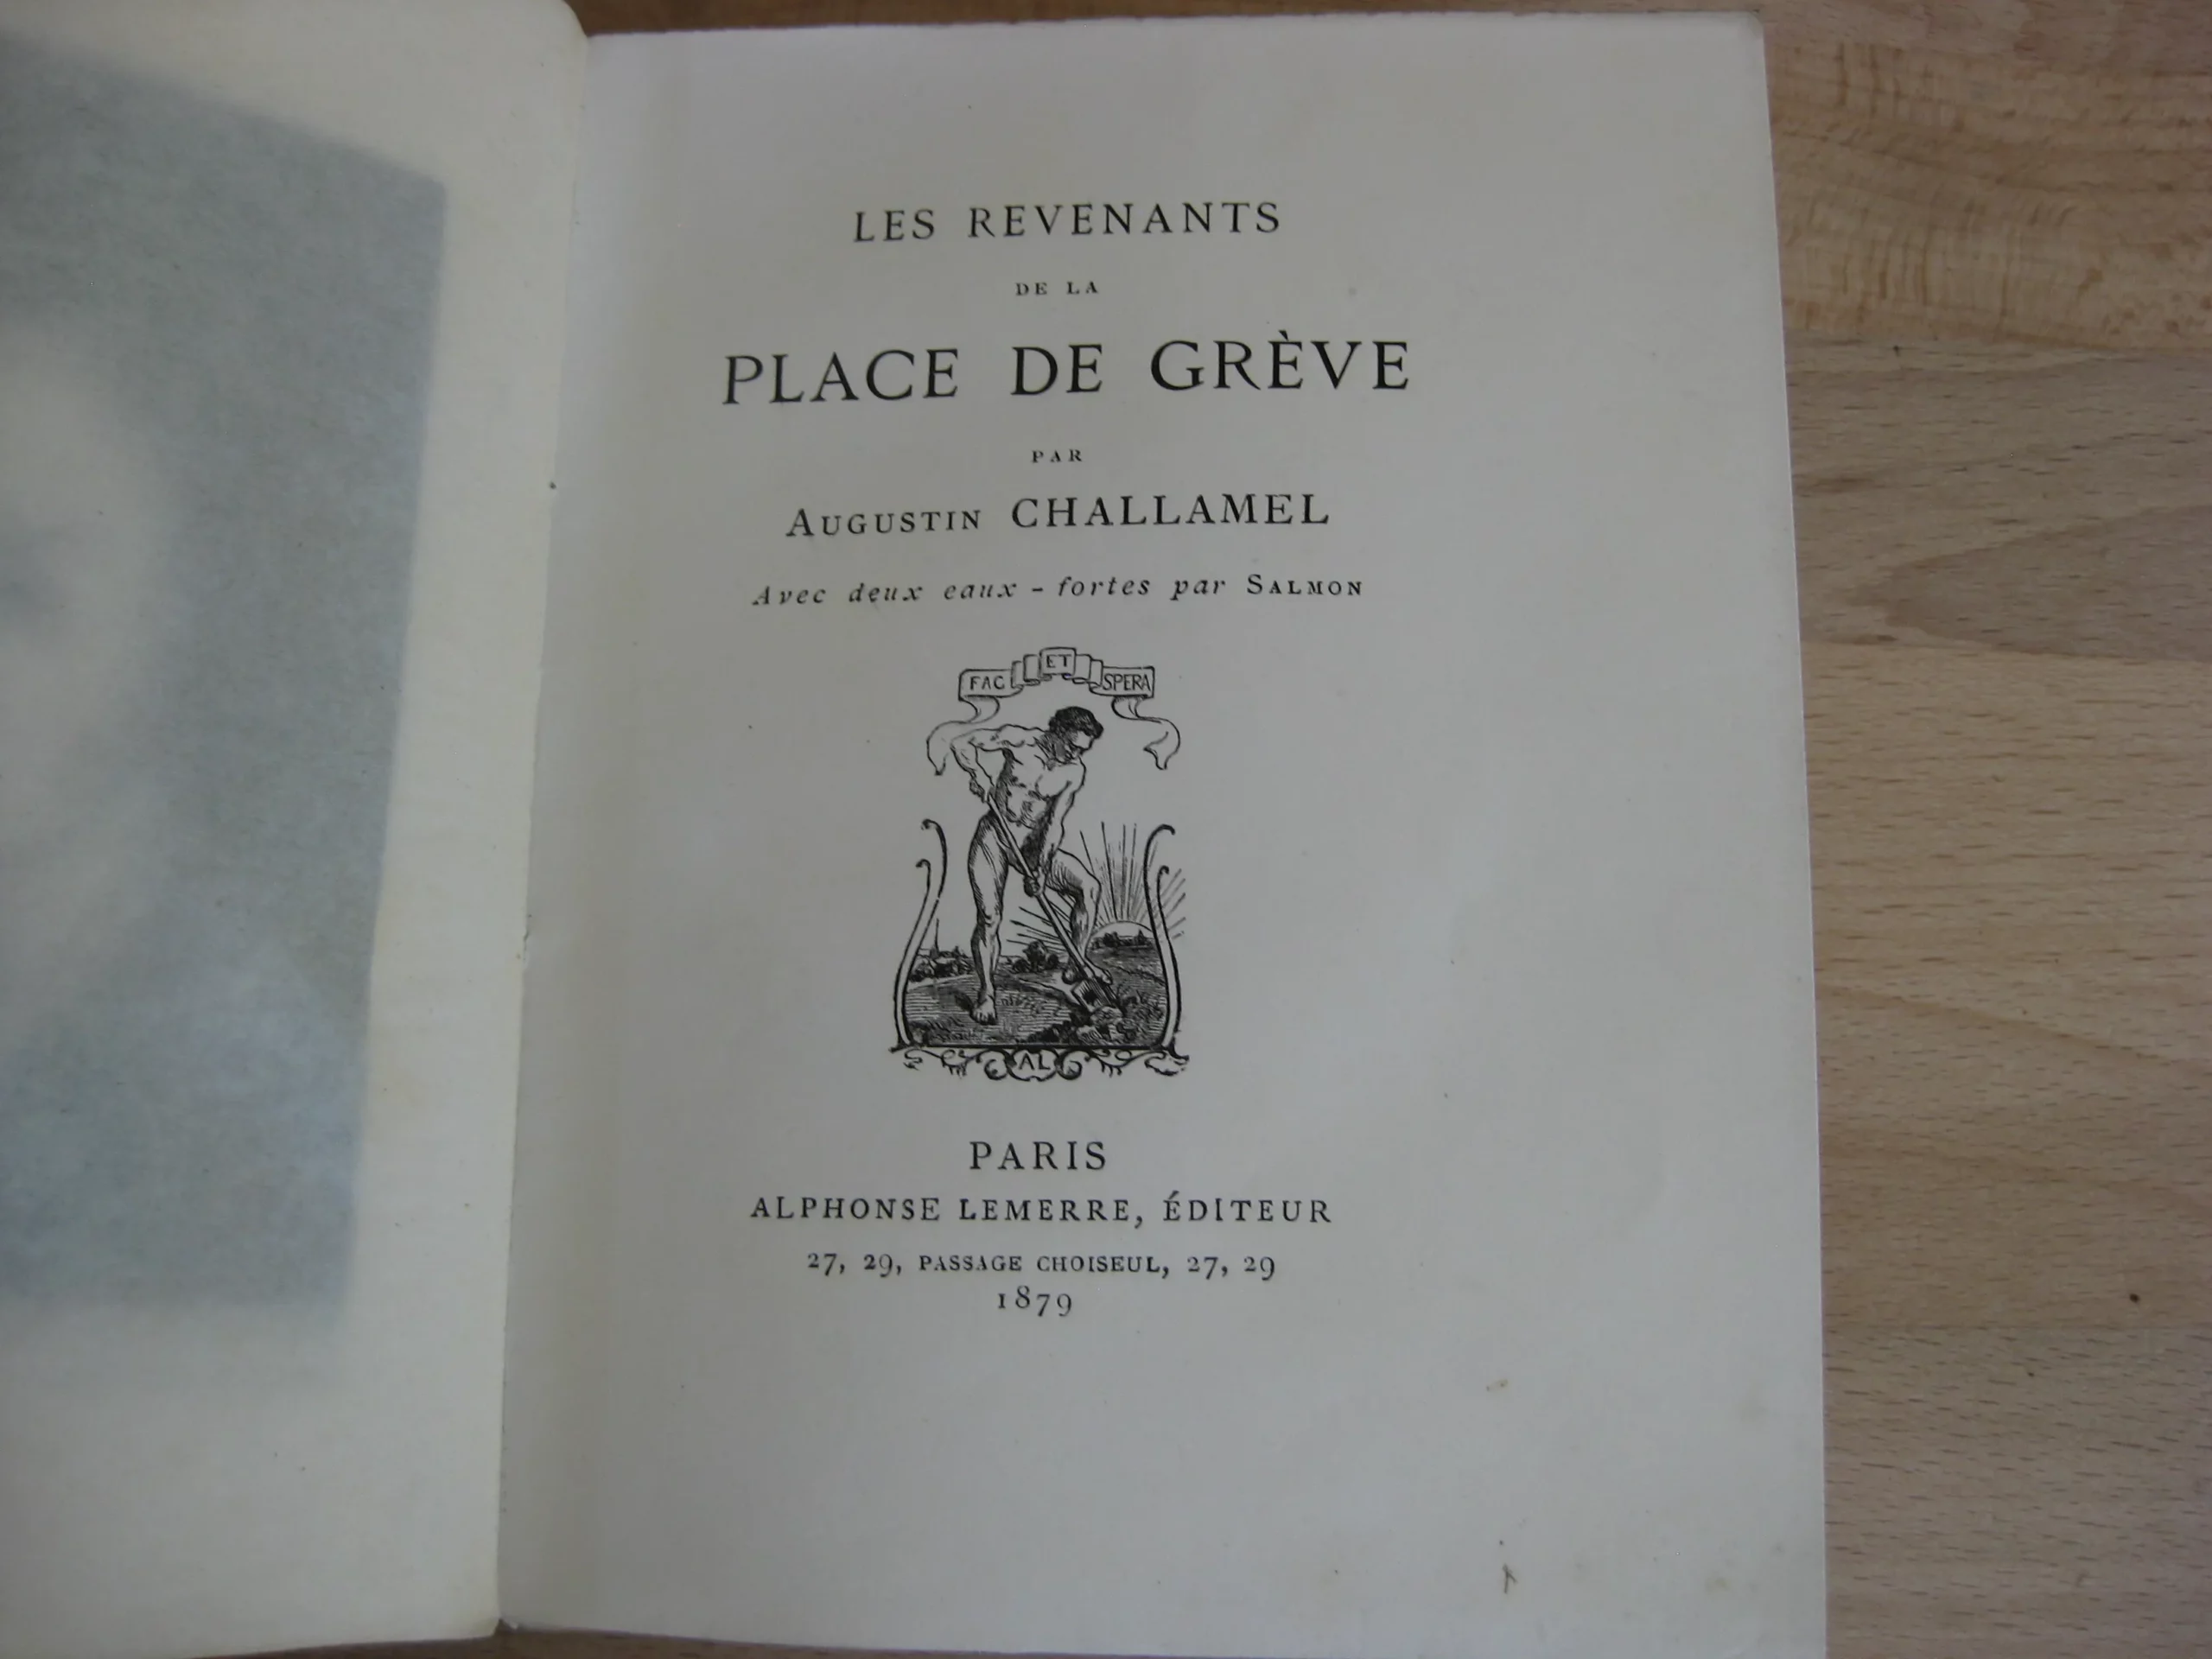 LES REVENANTS
DE LA
PLACE DE GRÈVE
PAR
AUGUSTIN CHALLAMEL
Avec deux eaux-fortes par SALMON
FAC ET SPERA
AL
PARIS
ALPHONSE LEMERRE, ÉDITEUR
27, 29, PASSAGE CHOISEUL, 27, 29
1879